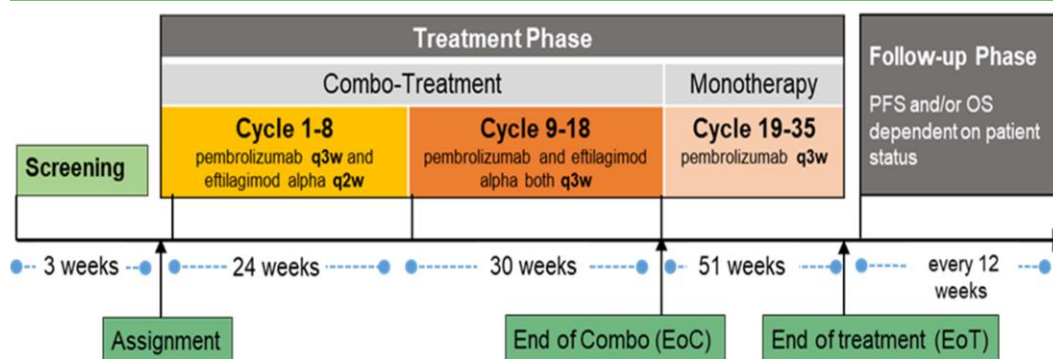 Treatment Phase
Combo-Treatment
Monotherapy
Follow-up Phase
PFS and/or OS
dependent on patient
status
Screening
Cycle 1-8
pembrolizumab q3w and
eftilagimod alpha q2w
Cycle 9-18
pembrolizumab and eftilagimod
alpha both q3w
Cycle 19-35
pembrolizumab q3w
3 weeks
24 weeks
30 weeks
51 weeks
every 12
weeks
Assignment
End of Combo (EoC)
End of treatment (EoT)